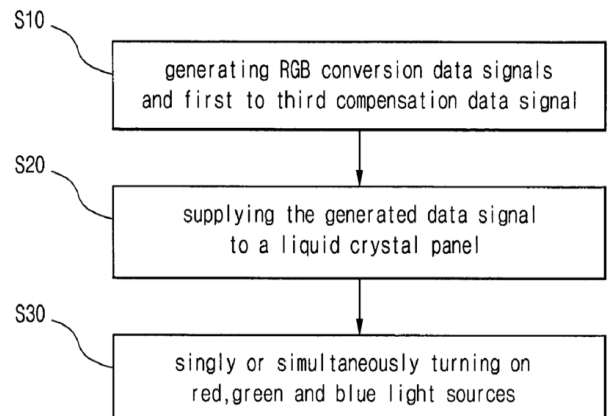 S10
generating RGB conversion data signals
and first to third compensation data signal
S20
supplying the generated data signal
to a liquid crystal panel
S30
singly or simultaneously turning on
red,green and blue light sources